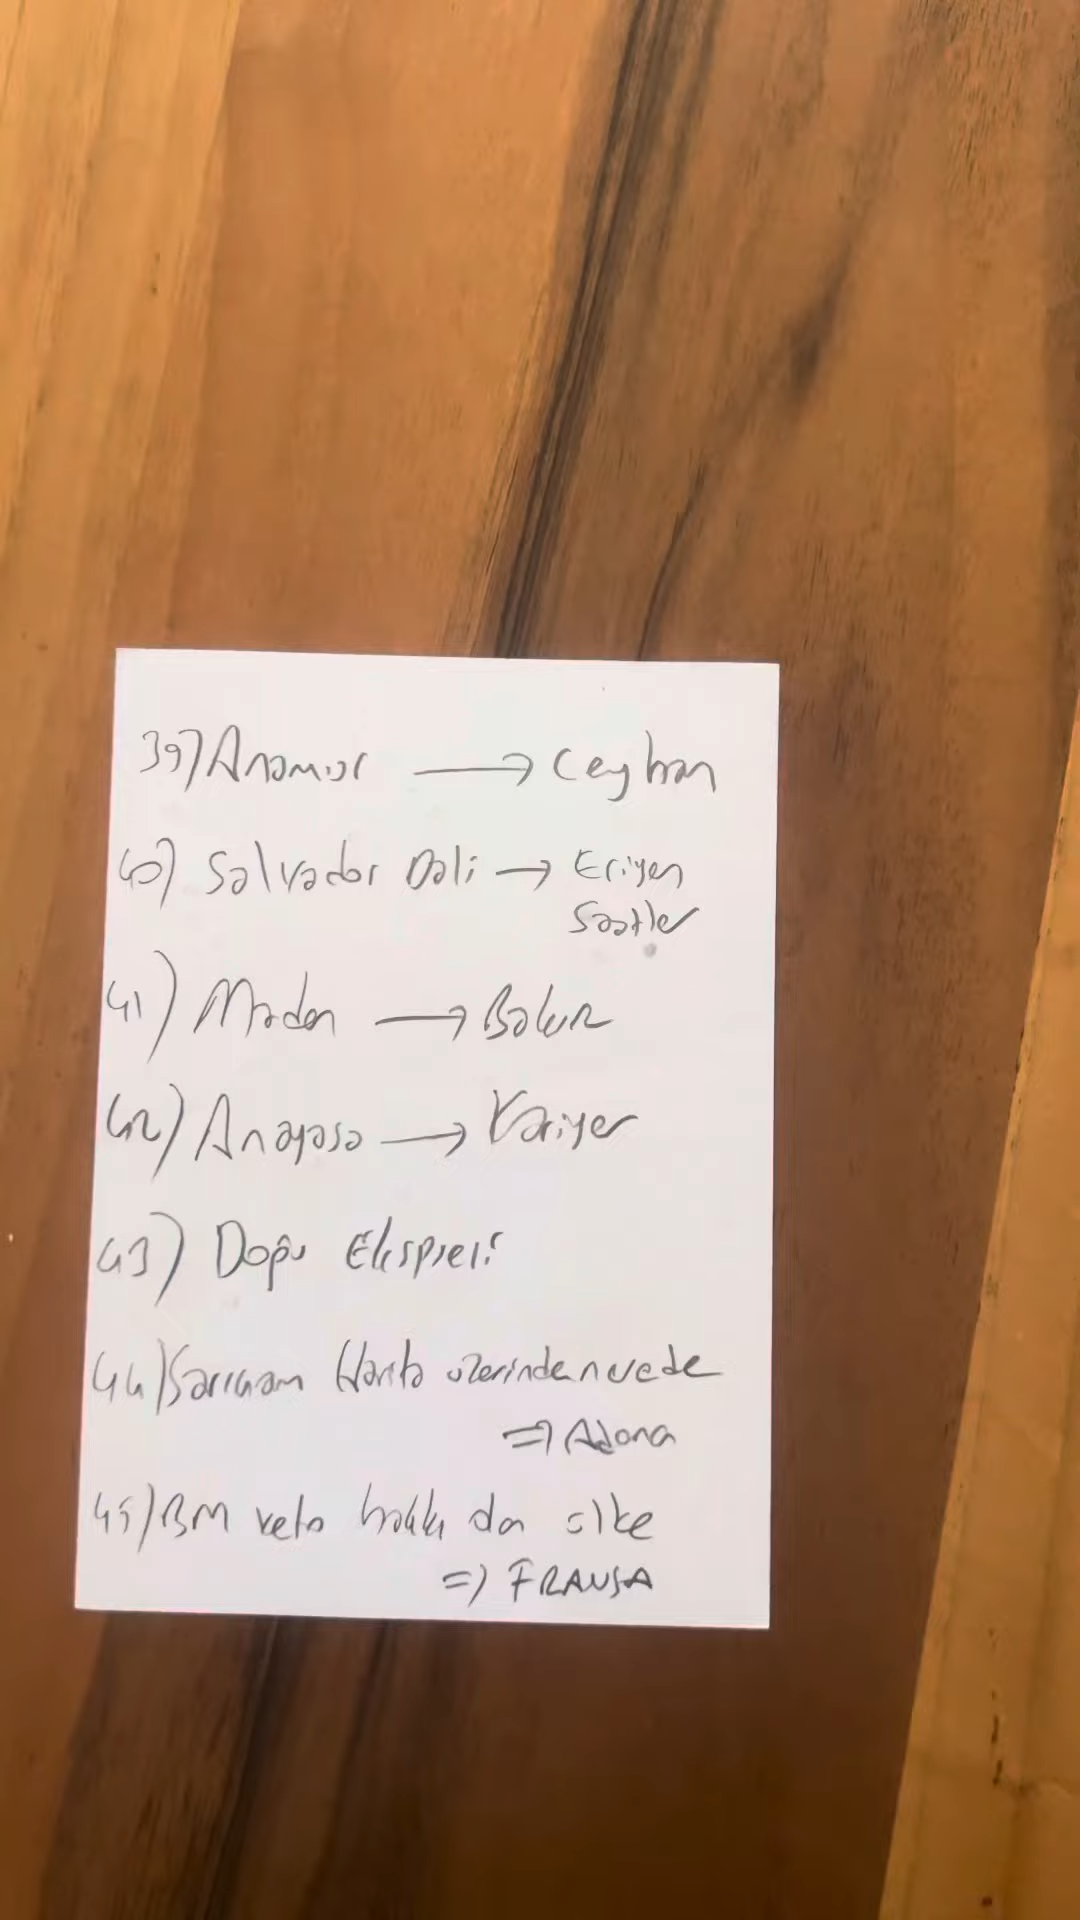 39) Anamur → Ceyhan
40) Salvador Dali → Eriyen
Saatler
41) Maden → Bakır
42) Anayasa → Kariyer
43) Doğu Ekspresi
44) Sarıçam Harita üzerinde nerede
⇒ Adana
45) BM veto hakkı da ülke
⇒ FRANSA